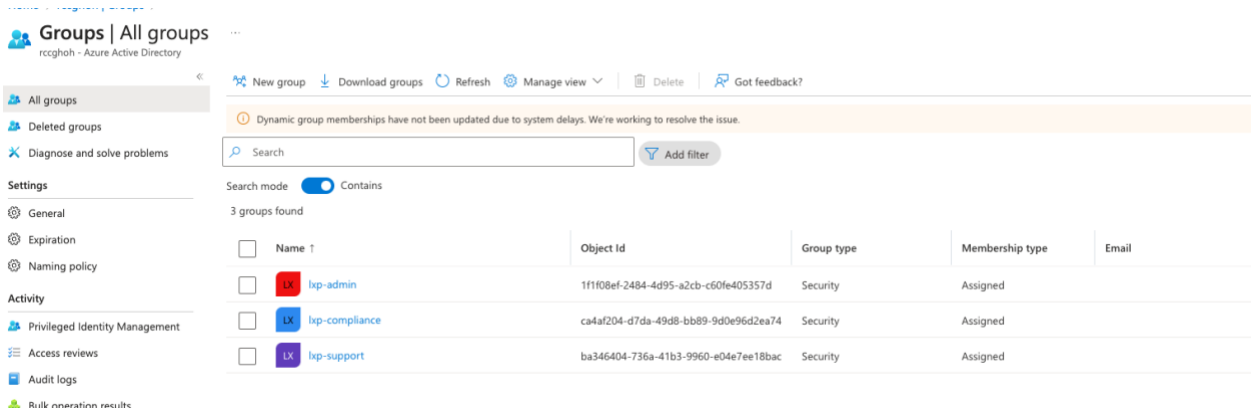 Groups | All groups ...
rccghoh - Azure Active Directory
«
New group Download groups Refresh Manage view Delete Got feedback?
All groups
Deleted groups
Diagnose and solve problems
Settings
General
Expiration
Naming policy
Activity
Privileged Identity Management
Access reviews
Audit logs
Bulk operation results
Dynamic group memberships have not been updated due to system delays. We're working to resolve the issue.
Search Add filter
Search mode Contains
3 groups found
Name ↑ Object Id Group type Membership type Email
LX lxp-admin 1f1f08ef-2484-4d95-a2cb-c60fe405357d Security Assigned
LX lxp-compliance ca4af204-d7da-49d8-bb89-9d0e96d2ea74 Security Assigned
LX lxp-support ba346404-736a-41b3-9960-e04e7ee18bac Security Assigned